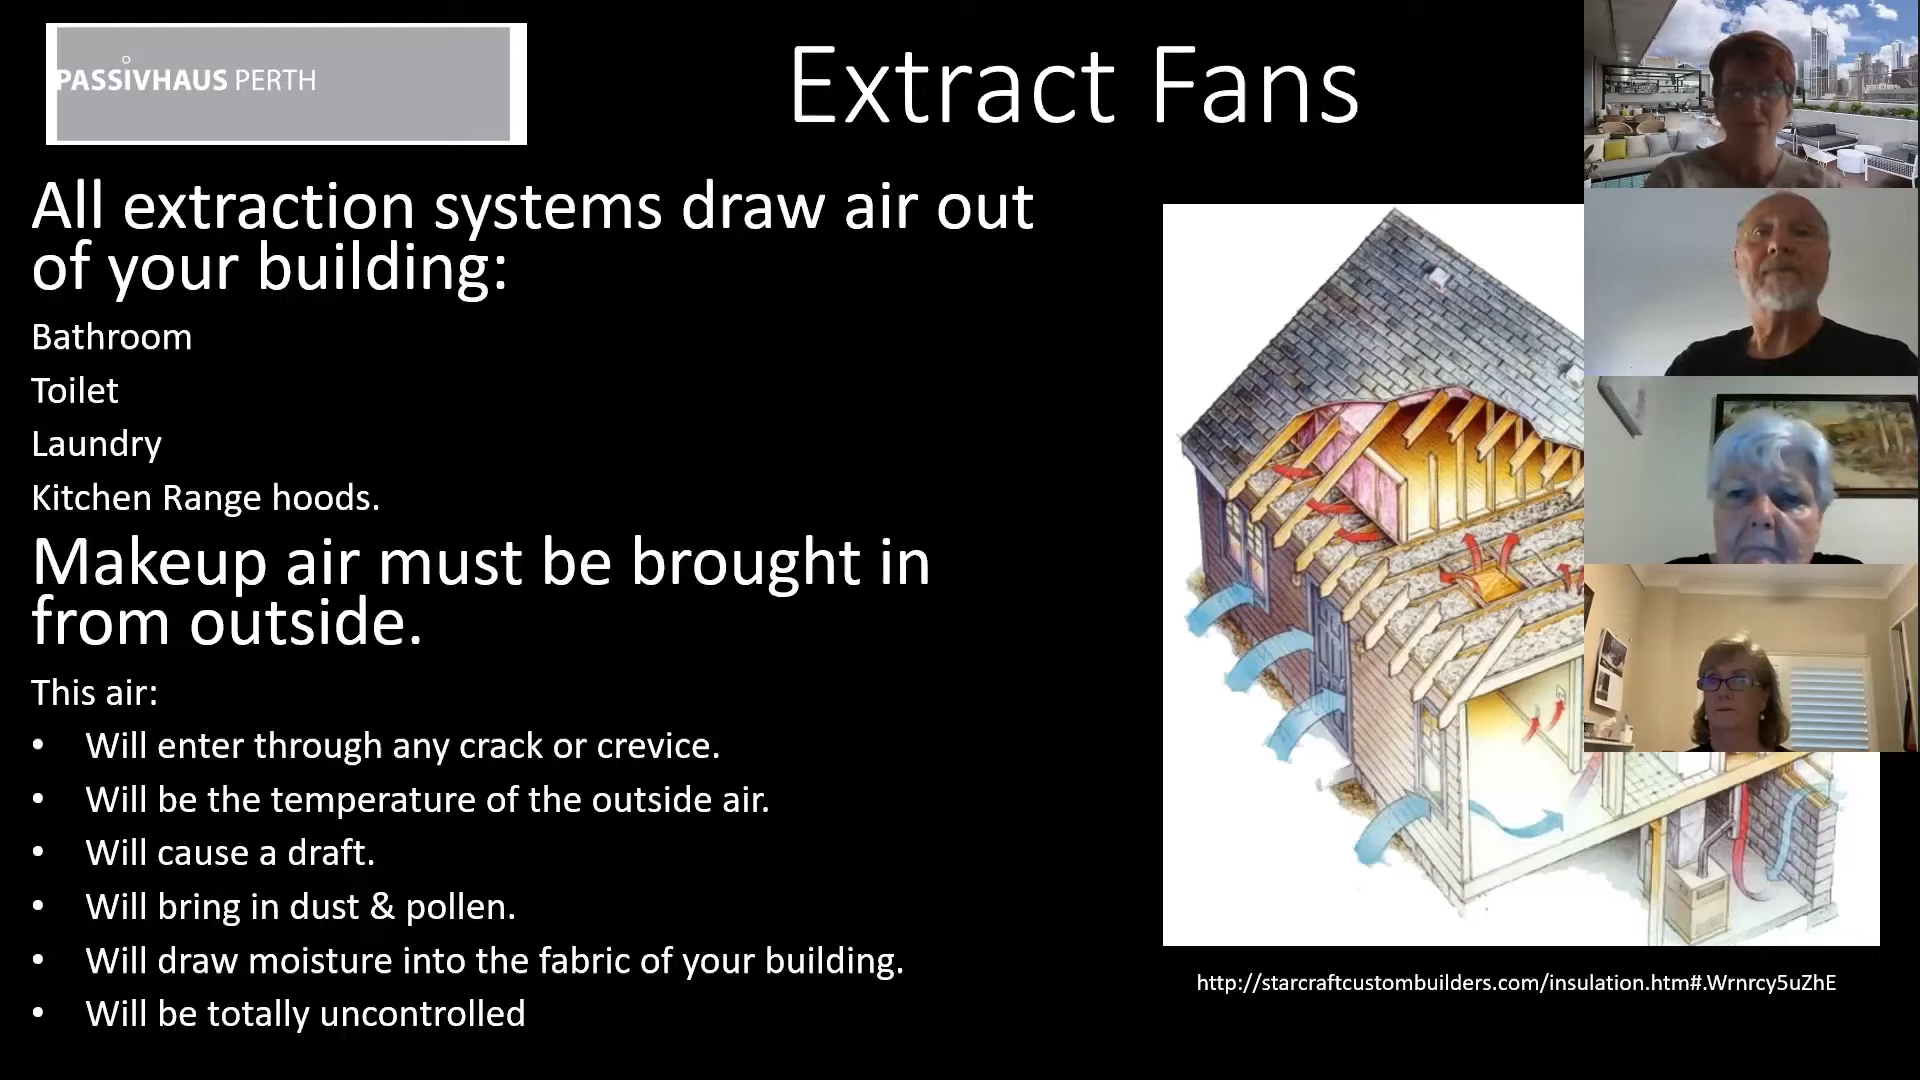 PASSIVHAUS PERTH
Extract Fans
All extraction systems draw air out
of your building:
Bathroom
Toilet
Laundry
Kitchen Range hoods.
Makeup air must be brought in
from outside.
This air:
• Will enter through any crack or crevice.
• Will be the temperature of the outside air.
• Will cause a draft.
• Will bring in dust & pollen.
• Will draw moisture into the fabric of your building.
• Will be totally uncontrolled
http://starcraftcustombuilders.com/insulation.htm#.Wrnrcy5uZhE